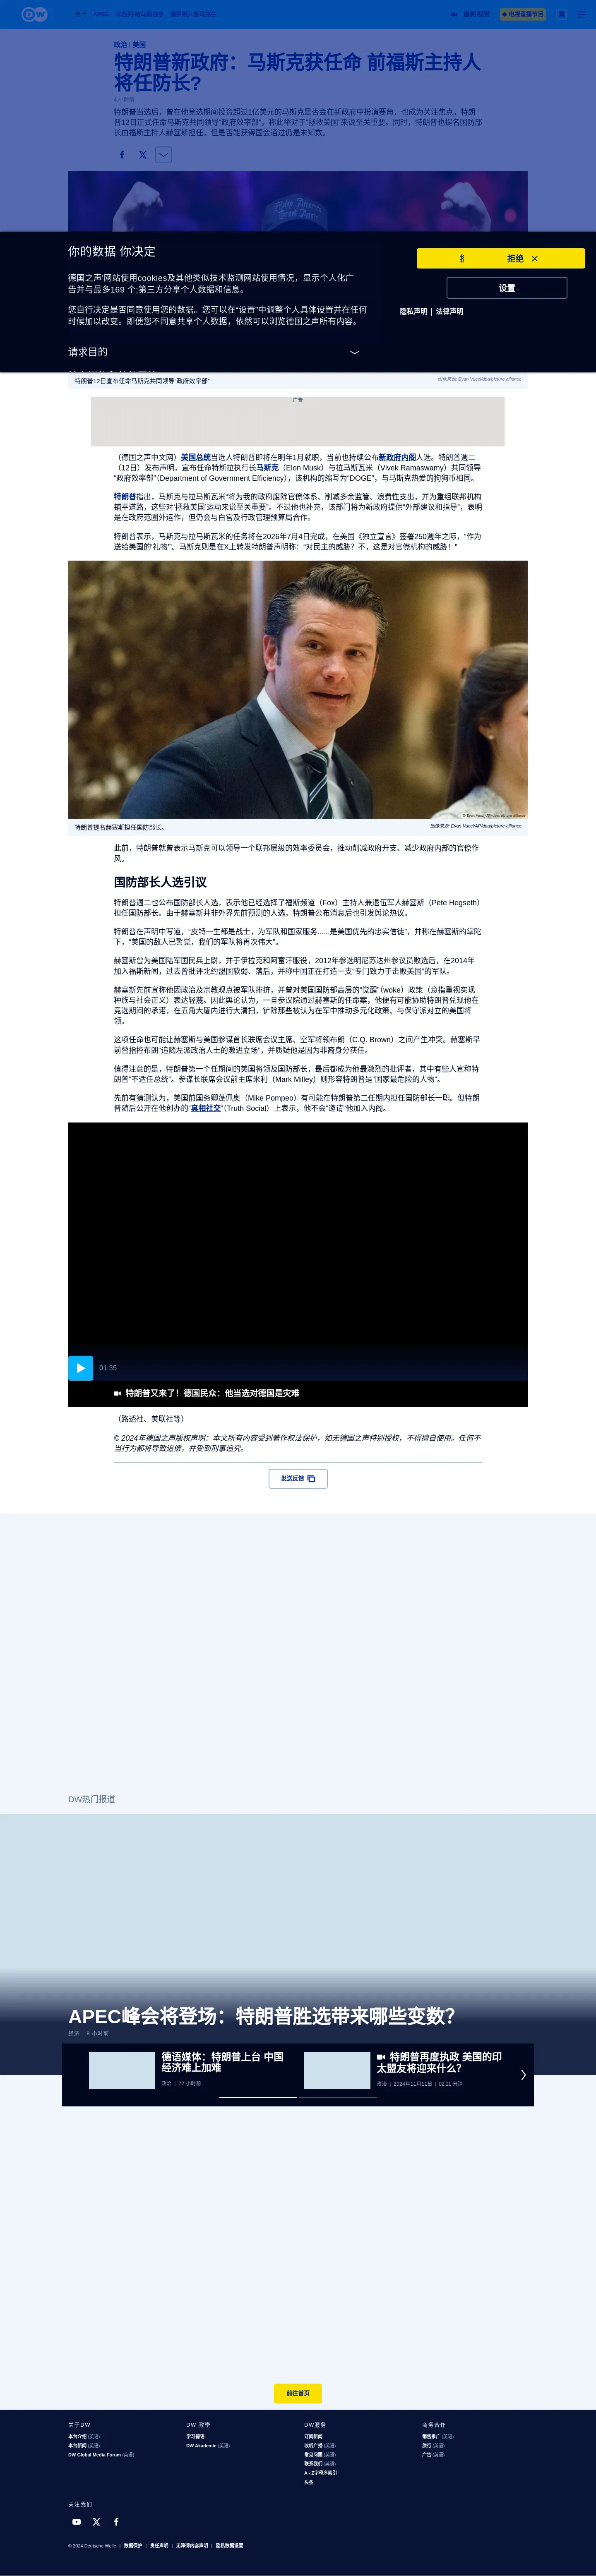 DW
APEC
以色列-哈马斯战争
俄罗斯入侵乌克兰
最新视频
电视直播节目
政治 | 美国
特朗普新政府：马斯克获任命 前福斯主持人
将任防长?
特朗普当选后，曾在他竞选期间投资超过1亿美元的马斯克是否会在新政府中扮演要角，也成为关注焦点。特朗
普12日正式任命马斯克共同领导“政府效率部”，称此举对于“拯救美国”来说至关重要。同时，特朗普也提名国防部
长由福斯主持人赫塞斯担任，但是否能获得国会通过仍是未知数。
你的数据 你决定
德国之声'网站使用cookies及其他类似技术监测网站使用情况，显示个人化广
告并与最多169 个;第三方分享个人数据和信息。
您自行决定是否同意使用您的数据。您可以在“设置”中调整个人具体设置并在任何
时候加以改变。即便您不同意共享个人数据，依然可以浏览德国之声所有内容。
请求目的
拒绝
设置
隐私声明 | 法律声明
特朗普12日宣布任命马斯克共同领导“政府效率部”
图像来源: Evan Vucci/dpa/picture alliance
广告
（德国之声中文网）美国总统当选人特朗普即将在明年1月就职，当前也持续公布新政府内阁人选。特朗普週二
（12日）发布声明，宣布任命特斯拉执行长马斯克（Elon Musk）与拉马斯瓦米（Vivek Ramaswamy）共同领导
“政府效率部”（Department of Government Efficiency），该机构的缩写为“DOGE”，与马斯克热爱的狗狗币相同。
特朗普指出，马斯克与拉马斯瓦米“将为我的政府废除官僚体系、削减多余监管、浪费性支出，并为重组联邦机构
铺平道路，这些对‘拯救美国’运动来说至关重要”。不过他也补充，该部门将为新政府提供“外部建议和指导”，表明
是在政府范围外运作，但仍会与白宫及行政管理预算局合作。
特朗普表示，马斯克与拉马斯瓦米的任务将在2026年7月4日完成，在美国《独立宣言》签署250週年之际，“作为
送给美国的‘礼物’”。马斯克则是在X上转发特朗普声明称：“对民主的威胁？不，这是对官僚机构的威胁！”
特朗普提名赫塞斯担任国防部长。
图像来源: Evan Vucci/AP/dpa/picture alliance
此前，特朗普就曾表示马斯克可以领导一个联邦层级的效率委员会，推动削减政府开支、减少政府内部的官僚作
风。
国防部长人选引议
特朗普週二也公布国防部长人选，表示他已经选择了福斯频道（Fox）主持人兼退伍军人赫塞斯（Pete Hegseth）
担任国防部长。由于赫塞斯并非外界先前预测的人选，特朗普公布消息后也引发舆论热议。
特朗普在声明中写道，“皮特一生都是战士，为军队和国家服务......是美国优先的忠实信徒”，并称在赫塞斯的掌陀
下，“美国的敌人已警觉，我们的军队将再次伟大”。
赫塞斯曾为美国陆军国民兵上尉，并于伊拉克和阿富汗服役，2012年参选明尼苏达州参议员败选后，在2014年
加入福斯新闻，过去曾批评北约盟国软弱、落后，并称中国正在打造一支“专门致力于击败美国”的军队。
赫塞斯先前宣称他因政治及宗教观点被军队排挤，并曾对美国国防部高层的“觉醒”（woke）政策（意指重视实现
种族与社会正义）表达轻蔑。因此舆论认为，一旦参议院通过赫塞斯的任命案，他便有可能协助特朗普兑现他在
竞选期间的承诺，在五角大厦内进行大清扫，铲除那些被认为在军中推动多元化政策、与保守派对立的美国将
领。
这项任命也可能让赫塞斯与美国参谋首长联席会议主席、空军将领布朗（C.Q. Brown）之间产生冲突。赫塞斯早
前曾指控布朗“追随左派政治人士的激进立场”，并质疑他是因为非裔身分获任。
值得注意的是，特朗普第一个任期间的美国将领及国防部长，最后都成为他最激烈的批评者，其中有些人宣称特
朗普“不适任总统”。参谋长联席会议前主席米利（Mark Milley）则形容特朗普是“国家最危险的人物”。
先前有猜测认为，美国前国务卿蓬佩奥（Mike Pompeo）有可能在特朗普第二任期内担任国防部长一职。但特朗
普随后公开在他创办的“真相社交”（Truth Social）上表示，他不会“邀请”他加入内阁。
01:35
特朗普又来了！德国民众：他当选对德国是灾难
（路透社、美联社等）
© 2024年德国之声版权声明：本文所有内容受到著作权法保护，如无德国之声特别授权，不得擅自使用。任何不
当行为都将导致追偿，并受到刑事追究。
发送反馈
DW热门报道
APEC峰会将登场：特朗普胜选带来哪些变数？
经济 | 8 小时前
德语媒体：特朗普上台 中国
经济难上加难
政治 | 22 小时前
特朗普再度执政 美国的印
太盟友将迎来什么？
政治 | 2024年11月11日 | 02:11 分钟
前往首页
关于DW
本台介绍 (英语)
本台新闻 (英语)
DW Global Media Forum (英语)
DW 教學
学习德语
DW Akademie (英语)
DW服务
订阅新闻
收听广播 (英语)
常见问题 (英语)
联系我们 (英语)
A - Z字母序索引
头条
商务合作
销售推广 (英语)
旅行 (英语)
广告 (英语)
关注我们
© 2024 Deutsche Welle | 数据保护 | 责任声明 | 无障碍内容声明 | 隐私数据设置